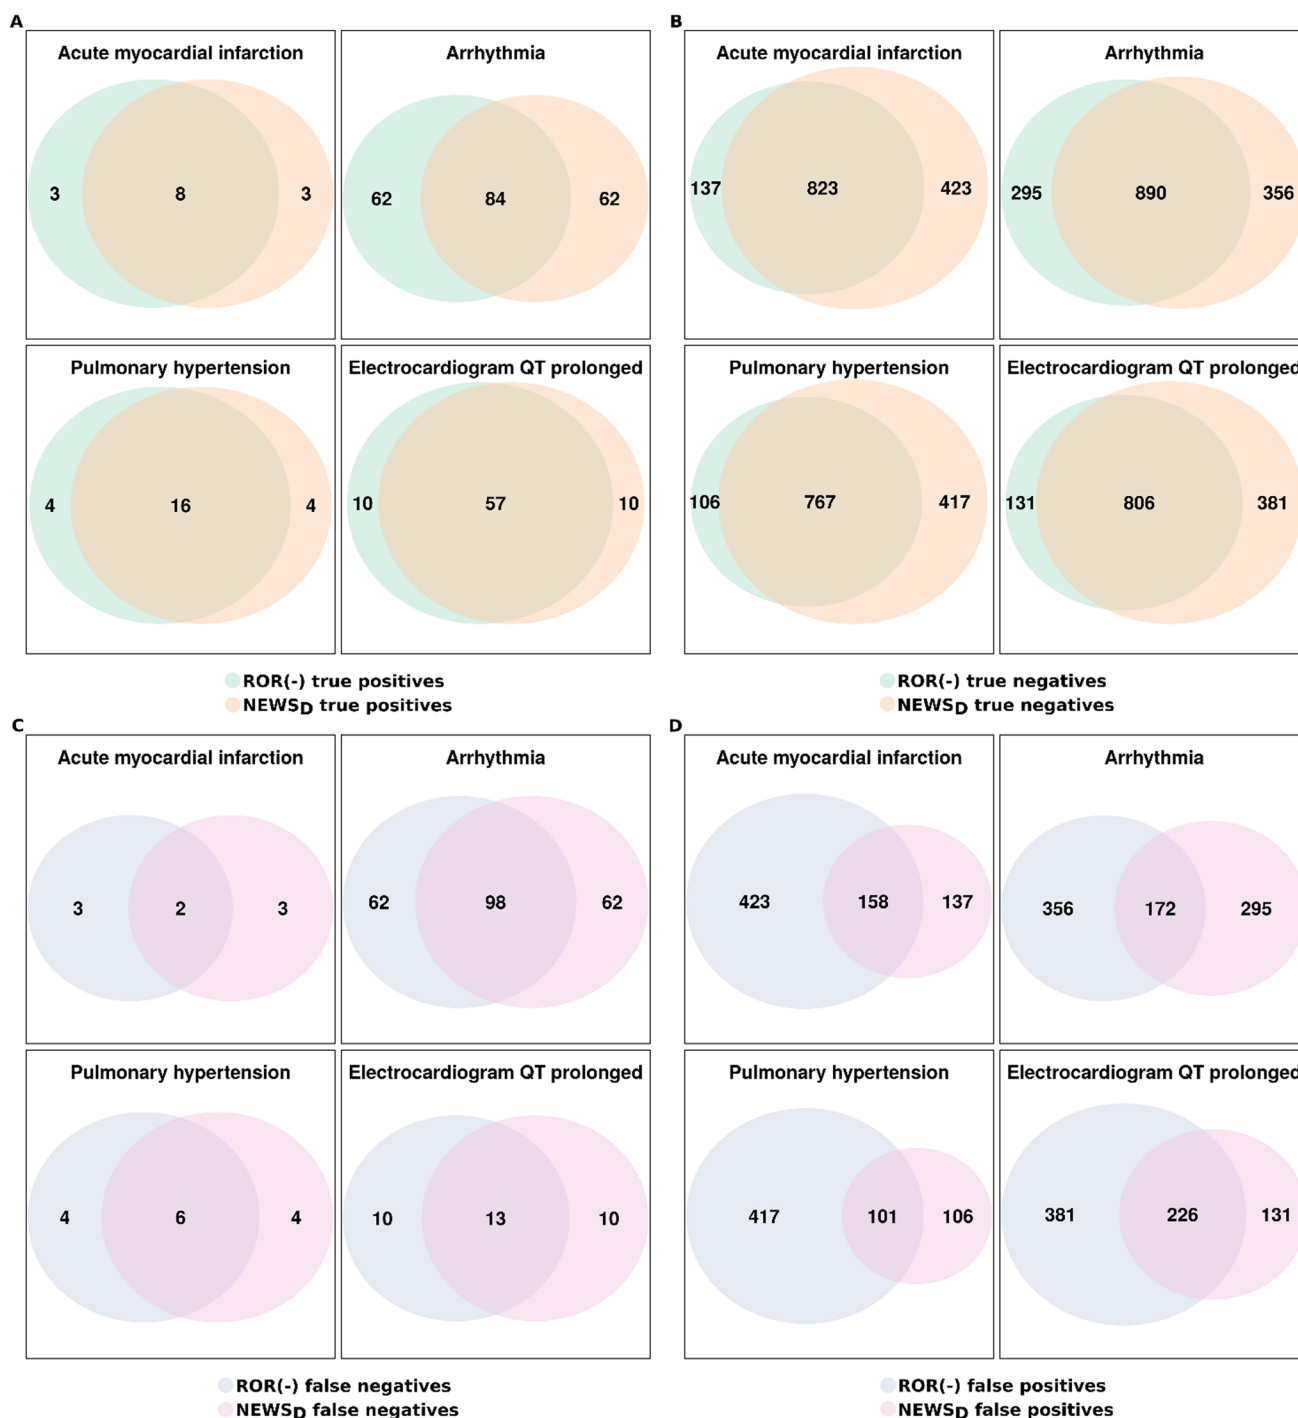 A
B
Acute myocardial infarction
Arrhythmia
Acute myocardial infarction
Arrhythmia
3 8 3
62 84 62
137 823 423
295 890 356
Pulmonary hypertension
Electrocardiogram QT prolonged
Pulmonary hypertension
Electrocardiogram QT prolonged
4 16 4
10 57 10
106 767 417
131 806 381
ROR(-) true positives
NEWSD true positives
ROR(-) true negatives
NEWSD true negatives
C
D
Acute myocardial infarction
Arrhythmia
Acute myocardial infarction
Arrhythmia
3 2 3
62 98 62
423 158 137
356 172 295
Pulmonary hypertension
Electrocardiogram QT prolonged
Pulmonary hypertension
Electrocardiogram QT prolonged
4 6 4
10 13 10
417 101 106
381 226 131
ROR(-) false negatives
NEWSD false negatives
ROR(-) false positives
NEWSD false positives